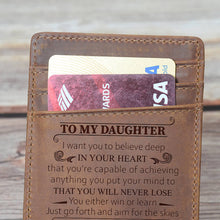 REWARDS
TO MY DAUGHTER
I want you to believe deep
IN YOUR HEART
that you're capable of achieving
anything you put your mind to
THAT YOU WILL NEVER LOSE
You either win or learn
Just go forth and aim for the skies